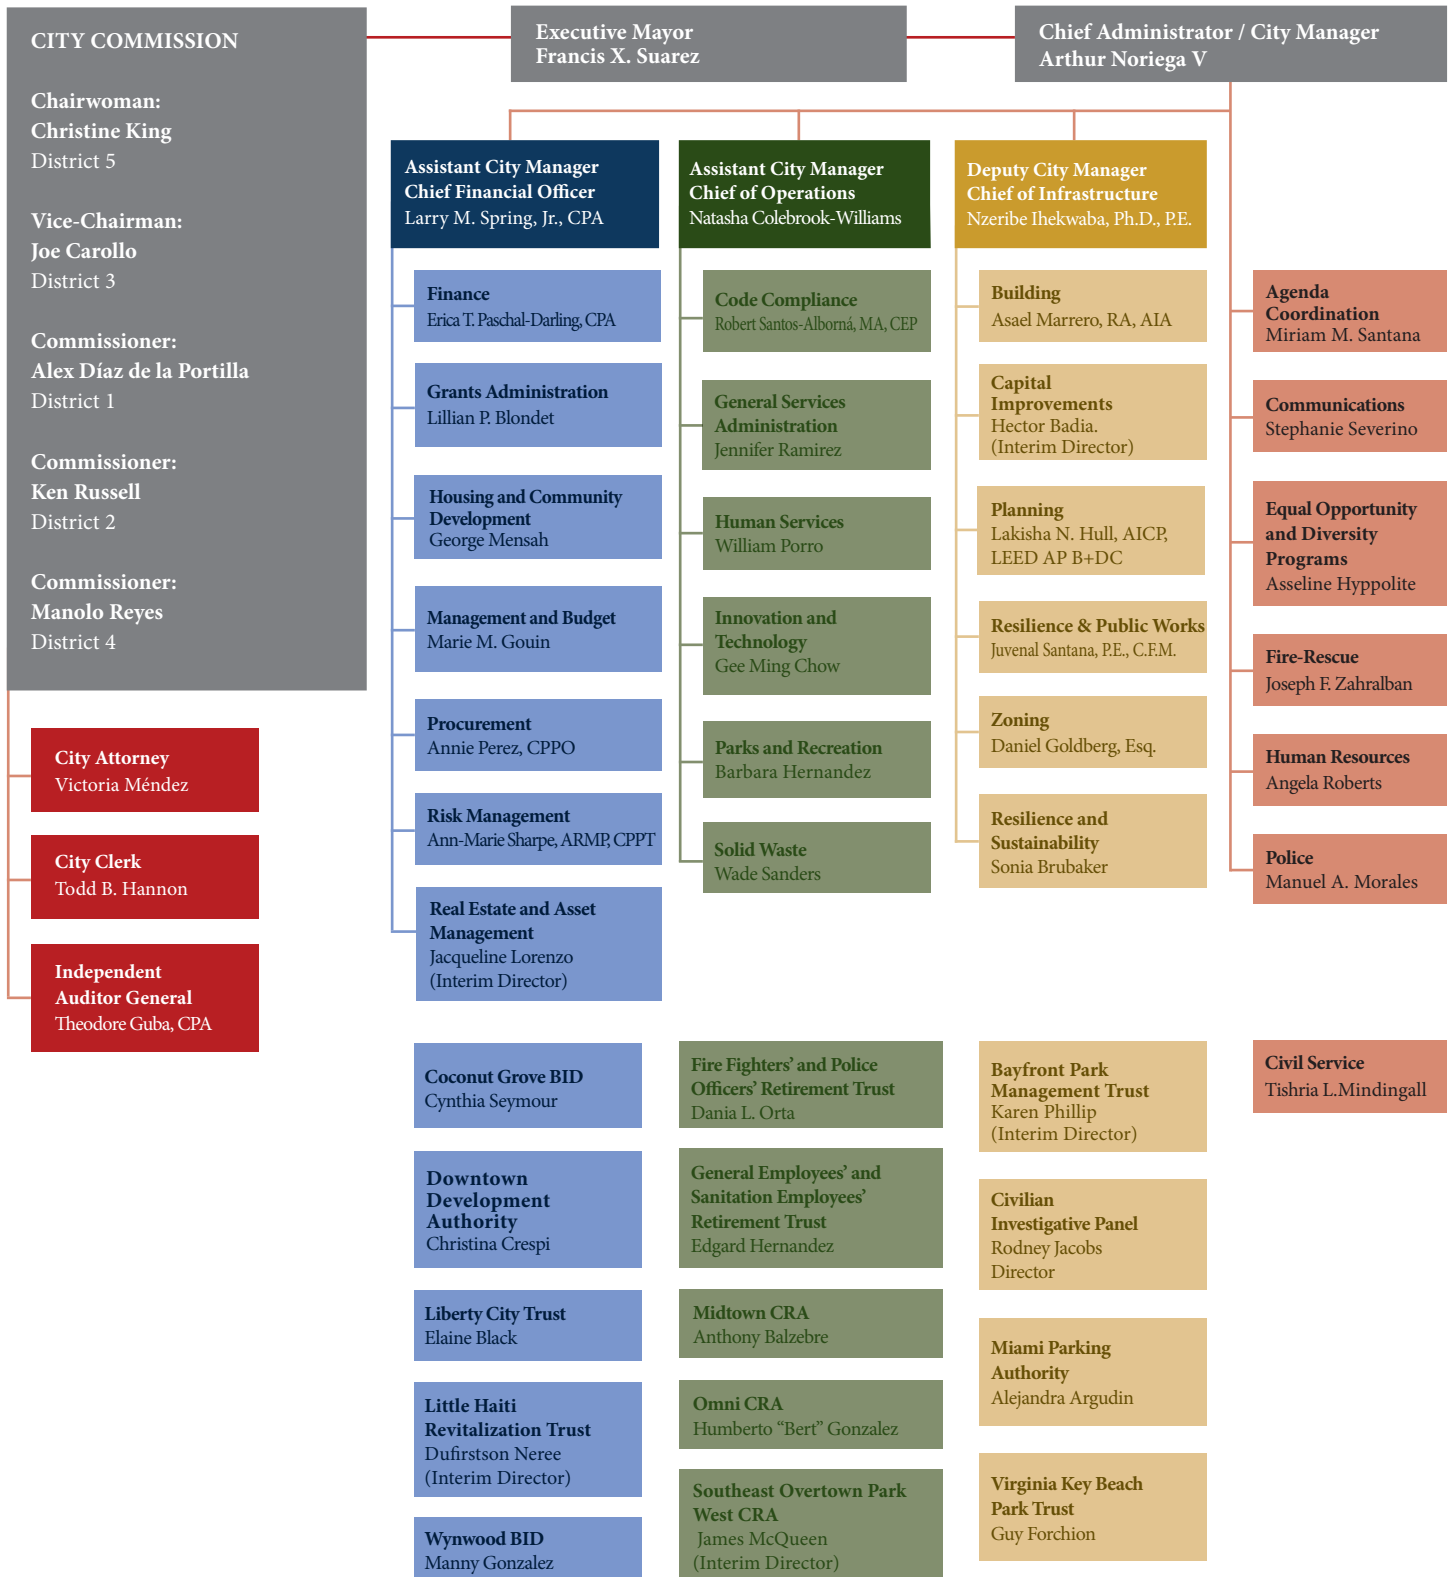 CITY COMMISSION
Chairwoman:
Christine King
District 5
Vice-Chairman:
Joe Carollo
District 3
Commissioner:
Alex Díaz de la Portilla
District 1
Commissioner:
Ken Russell
District 2
Commissioner:
Manolo Reyes
District 4
Executive Mayor
Francis X. Suarez
Chief Administrator / City Manager
Arthur Noriega V
City Attorney
Victoria Méndez
City Clerk
Todd B. Hannon
Independent
Auditor General
Theodore Guba, CPA
Assistant City Manager
Chief Financial Officer
Larry M. Spring, Jr., CPA
Finance
Erica T. Paschal-Darling, CPA
Grants Administration
Lillian P. Blondet
Housing and Community
Development
George Mensah
Management and Budget
Marie M. Gouin
Procurement
Annie Perez, CPPO
Risk Management
Ann-Marie Sharpe, ARMP, CPPT
Real Estate and Asset
Management
Jacqueline Lorenzo
(Interim Director)
Assistant City Manager
Chief of Operations
Natasha Colebrook-Williams
Code Compliance
Robert Santos-Alborná, MA, CEP
General Services
Administration
Jennifer Ramirez
Human Services
William Porro
Innovation and
Technology
Gee Ming Chow
Parks and Recreation
Barbara Hernandez
Solid Waste
Wade Sanders
Deputy City Manager
Chief of Infrastructure
Nzeribe Ihekwaba, Ph.D., P.E.
Building
Asael Marrero, RA, AIA
Capital
Improvements
Hector Badia.
(Interim Director)
Planning
Lakisha N. Hull, AICP,
LEED AP B+DC
Resilience & Public Works
Juvenal Santana, P.E., C.F.M.
Zoning
Daniel Goldberg, Esq.
Resilience and
Sustainability
Sonia Brubaker
Agenda
Coordination
Miriam M. Santana
Communications
Stephanie Severino
Equal Opportunity
and Diversity
Programs
Asseline Hyppolite
Fire-Rescue
Joseph F. Zahralban
Human Resources
Angela Roberts
Police
Manuel A. Morales
Coconut Grove BID
Cynthia Seymour
Downtown
Development
Authority
Christina Crespi
Liberty City Trust
Elaine Black
Little Haiti
Revitalization Trust
Dufirstson Neree
(Interim Director)
Wynwood BID
Manny Gonzalez
Fire Fighters' and Police
Officers' Retirement Trust
Dania L. Orta
General Employees' and
Sanitation Employees'
Retirement Trust
Edgard Hernandez
Midtown CRA
Anthony Balzebre
Omni CRA
Humberto “Bert” Gonzalez
Southeast Overtown Park
West CRA
James McQueen
(Interim Director)
Bayfront Park
Management Trust
Karen Phillip
(Interim Director)
Civilian
Investigative Panel
Rodney Jacobs
Director
Miami Parking
Authority
Alejandra Argudin
Virginia Key Beach
Park Trust
Guy Forchion
Civil Service
Tishria L.Mindingall